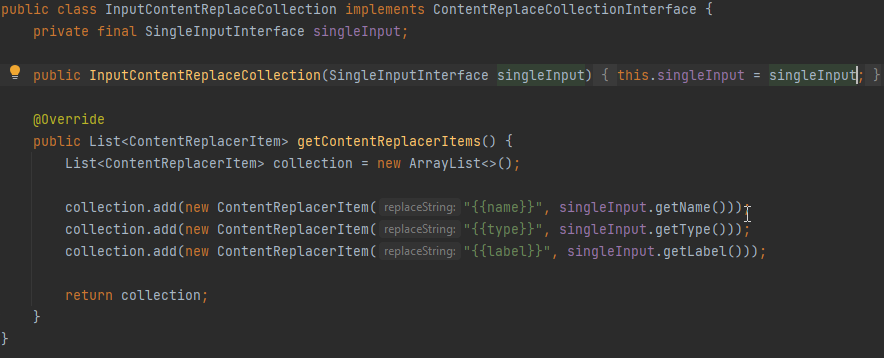 public class InputContentReplaceCollection implements ContentReplaceCollectionInterface {
private final SingleInputInterface singleInput;
public InputContentReplaceCollection(SingleInputInterface singleInput) { this.singleInput = singleInput; }
@Override
public List<ContentReplacerItem> getContentReplacerItems() {
List<ContentReplacerItem> collection = new ArrayList<>();
collection.add(new ContentReplacerItem( replaceString: "{{name}}", singleInput.getName()));
collection.add(new ContentReplacerItem( replaceString: "{{type}}", singleInput.getType()));
collection.add(new ContentReplacerItem( replaceString: "{{label}}", singleInput.getLabel()));
return collection;
}
}